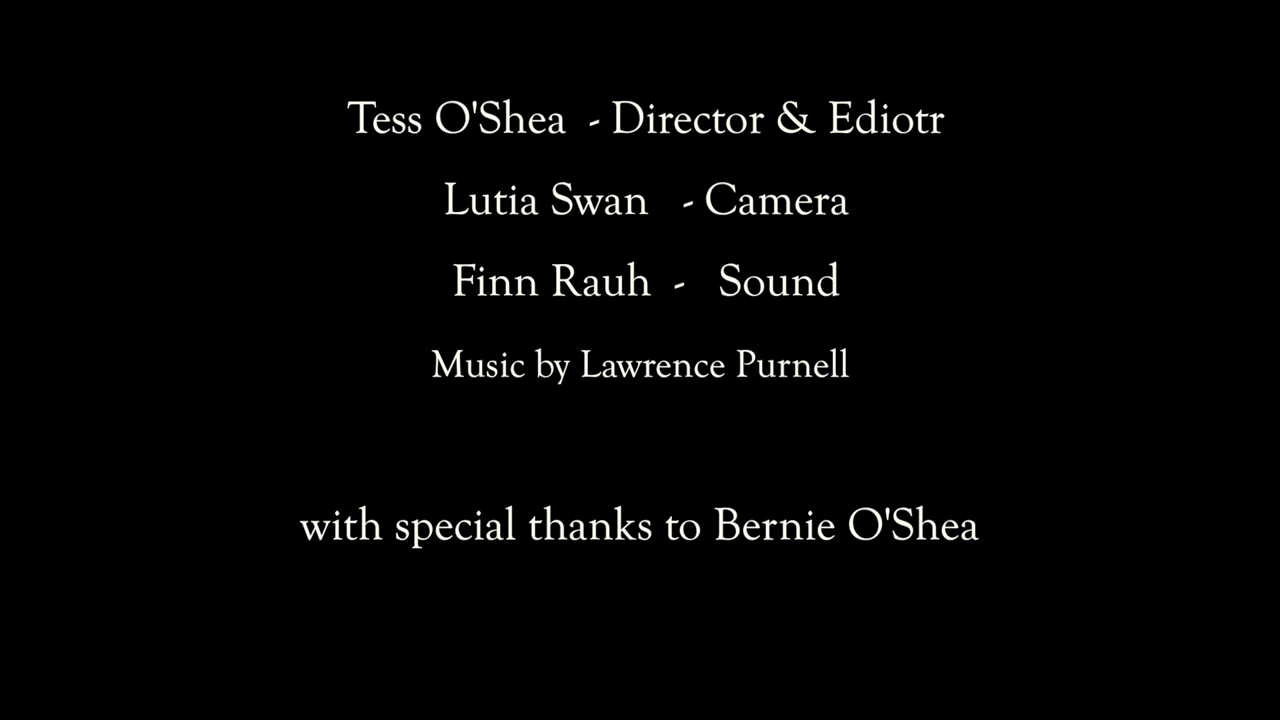 Tess O'Shea - Director & Ediotr
Lutia Swan - Camera
Finn Rauh - Sound
Music by Lawrence Purnell
with special thanks to Bernie O'Shea